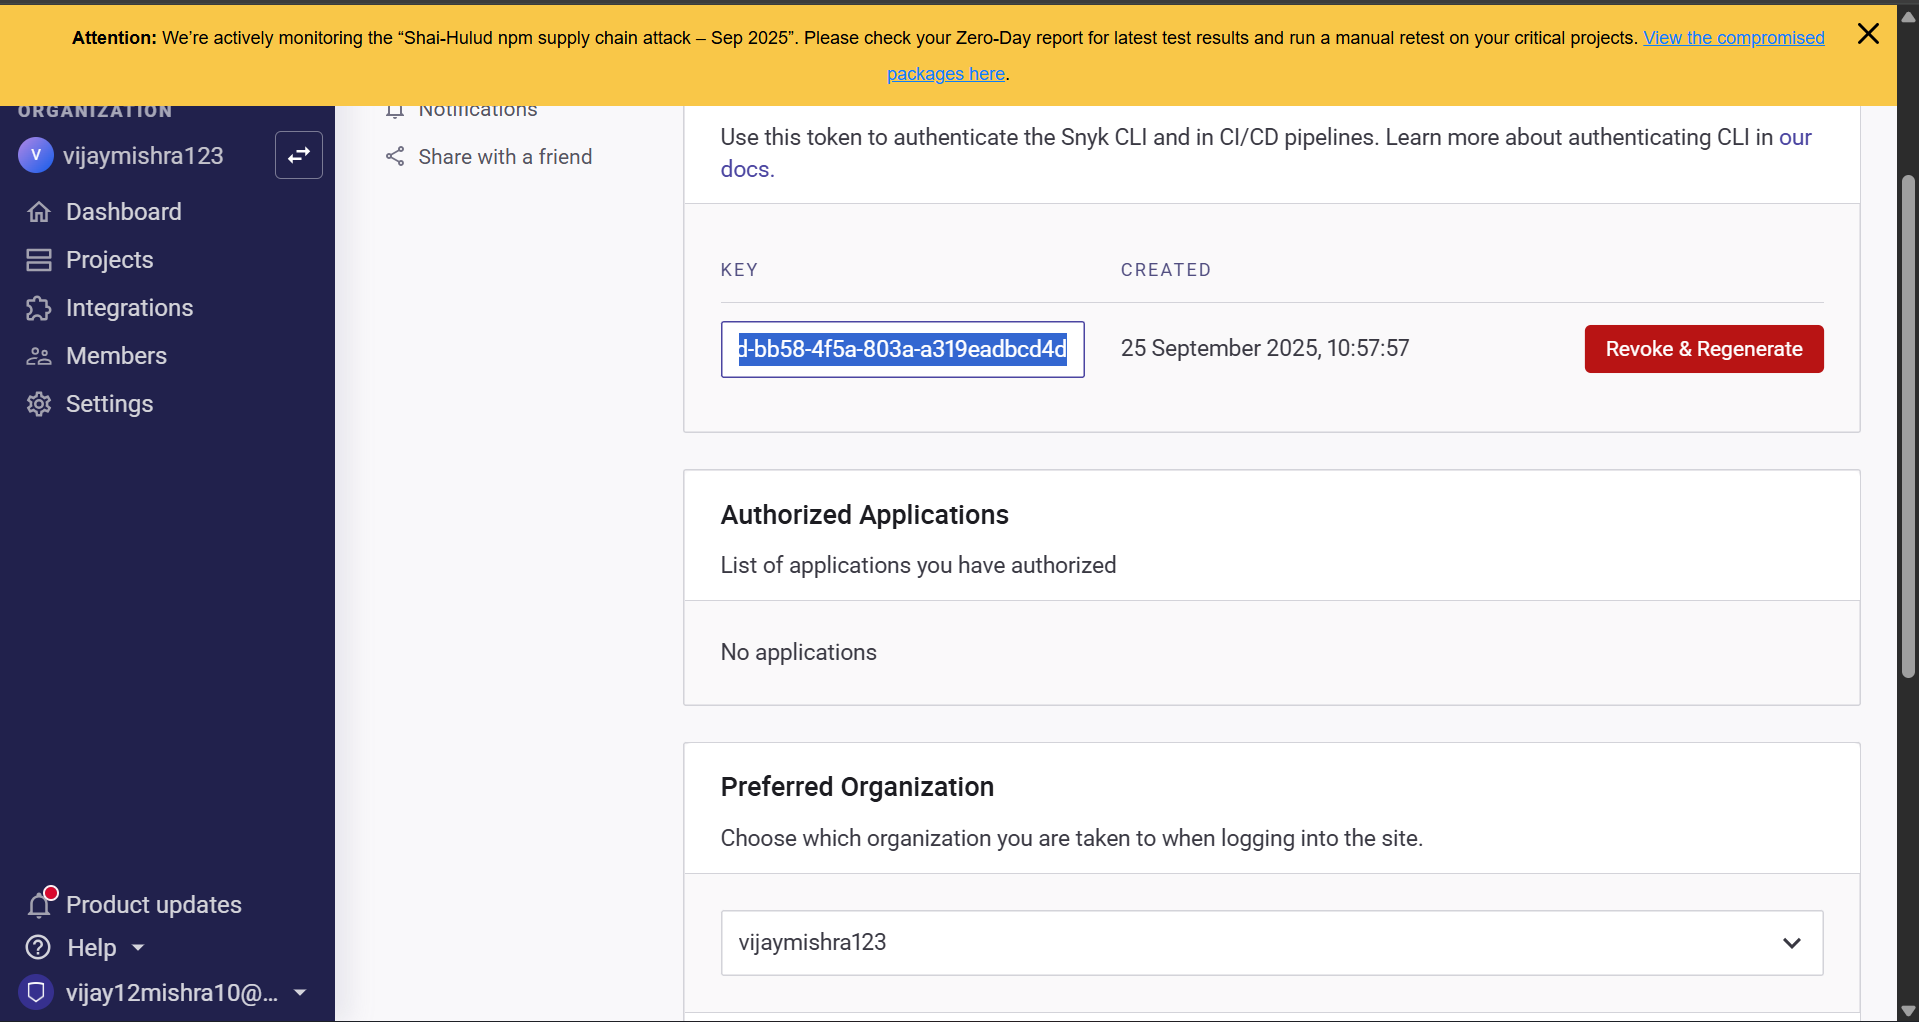 Attention: We’re actively monitoring the “Shai-Hulud npm supply chain attack – Sep 2025”. Please check your Zero-Day report for latest test results and run a manual retest on your critical projects. View the compromised
packages here.
ORGANIZATION
V vijaymishra123
Dashboard
Projects
Integrations
Members
Settings
Product updates
Help
vijay12mishra10@...
Notifications
Share with a friend
Use this token to authenticate the Snyk CLI and in CI/CD pipelines. Learn more about authenticating CLI in our
docs.
KEY CREATED
d-bb58-4f5a-803a-a319eadbcd4d 25 September 2025, 10:57:57 Revoke & Regenerate
Authorized Applications
List of applications you have authorized
No applications
Preferred Organization
Choose which organization you are taken to when logging into the site.
vijaymishra123